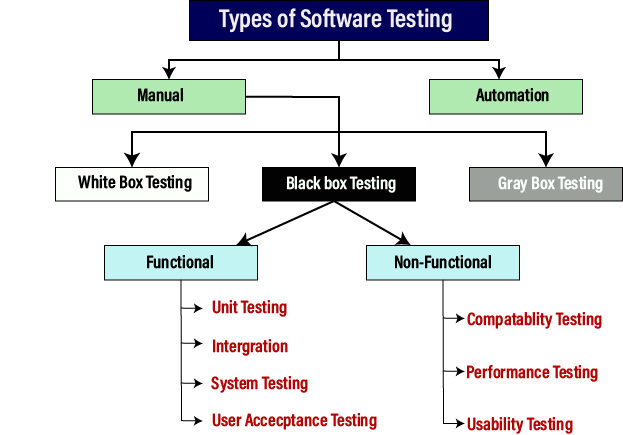 Types of Software Testing
Manual
Automation
White Box Testing
Black box Testing
Gray Box Testing
Functional
Non-Functional
Unit Testing
Intergration
System Testing
User Accecptance Testing
Compatablity Testing
Performance Testing
Usability Testing